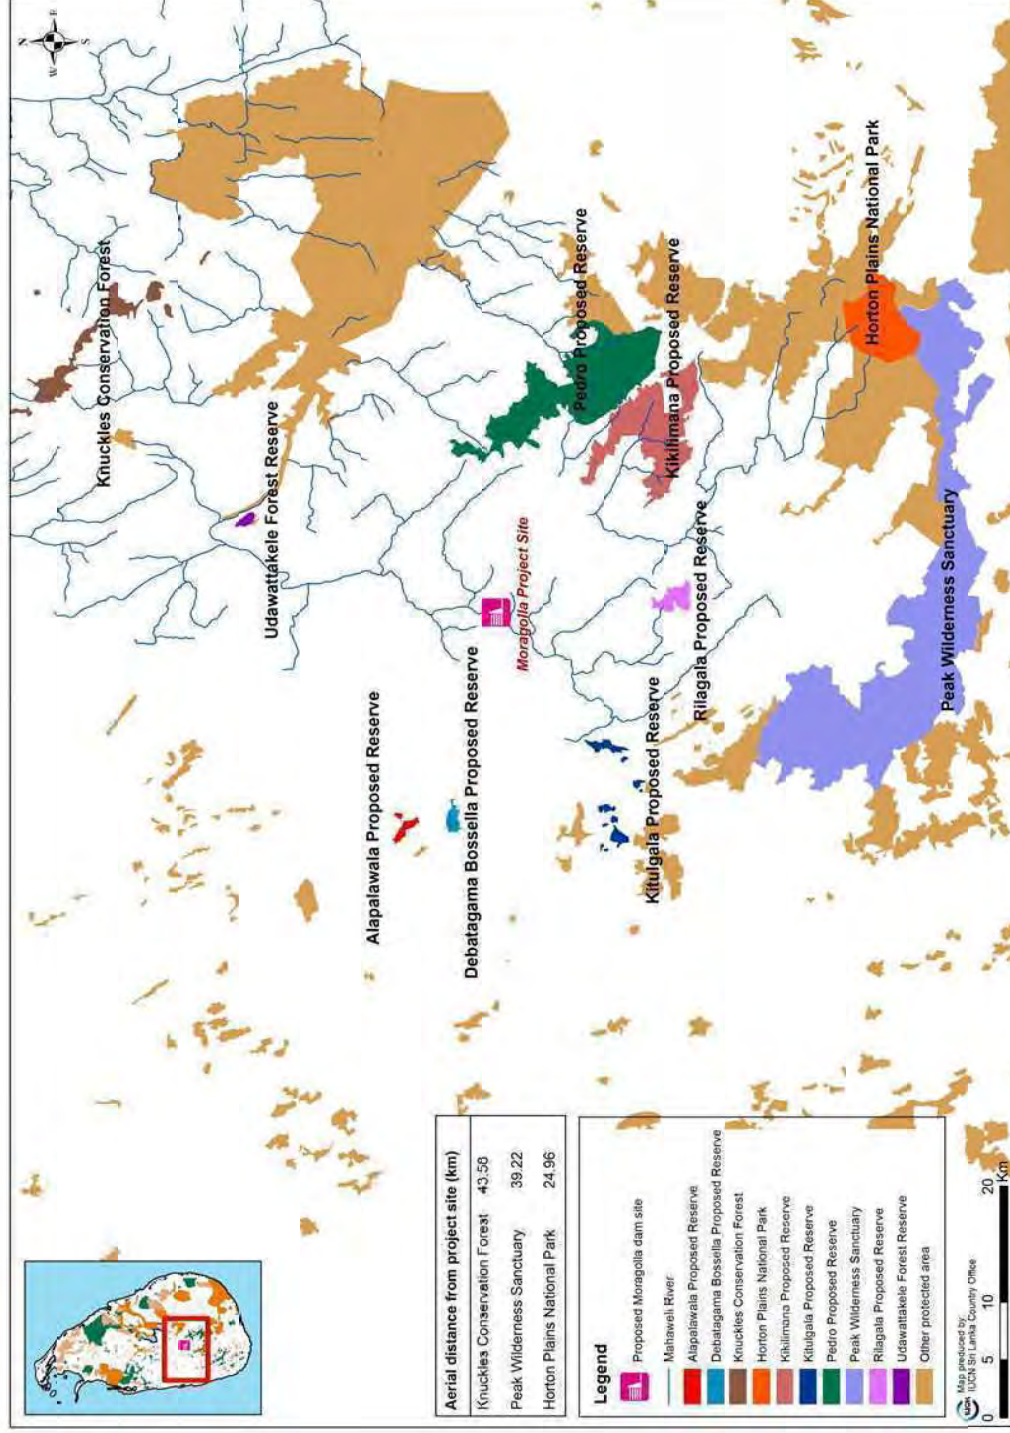 N
E
S
W
Knuckles Conservation Forest
Udawattakele Forest Reserve
Pedro Proposed Reserve
Kikilimana Proposed Reserve
Horton Plains National Park
Moragolla Project Site
Alapalawala Proposed Reserve
Debatagama Bossella Proposed Reserve
Rilagala Proposed Reserve
Kitulgala Proposed Reserve
Peak Wilderness Sanctuary
Aerial distance from project site (km)
Knuckles Conservation Forest 43.58
Peak Wilderness Sanctuary 39.22
Horton Plains National Park 24.96
Legend
Proposed Moragolla dam site
Mahaweli River
Alapalawala Proposed Reserve
Debatagama Bossella Proposed Reserve
Knuckles Conservation Forest
Horton Plains National Park
Kikilimana Proposed Reserve
Kitulgala Proposed Reserve
Pedro Proposed Reserve
Peak Wilderness Sanctuary
Rilagala Proposed Reserve
Udawattakele Forest Reserve
Other protected area
IUCN
Map produced by:
IUCN Sri Lanka Country Office
0 5 10 20
Km